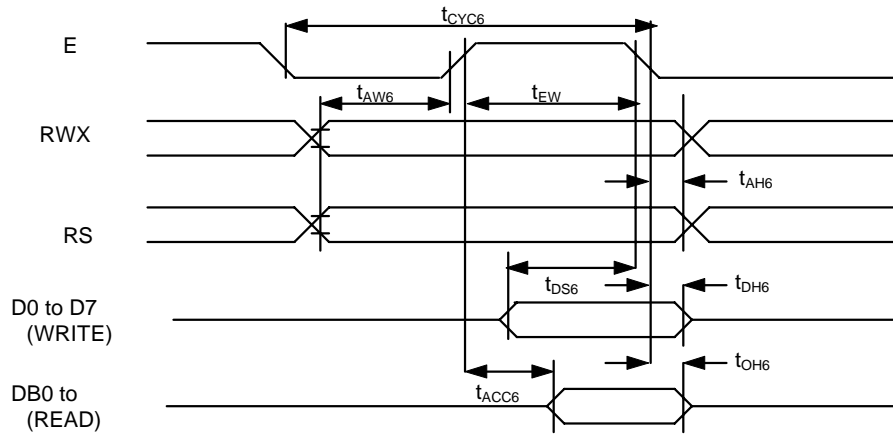 tCYC6
E
tAW6
tEW
RWX
tAH6
RS
tDS6
tDH6
D0 to D7
(WRITE)
tOH6
tACC6
DB0 to
(READ)